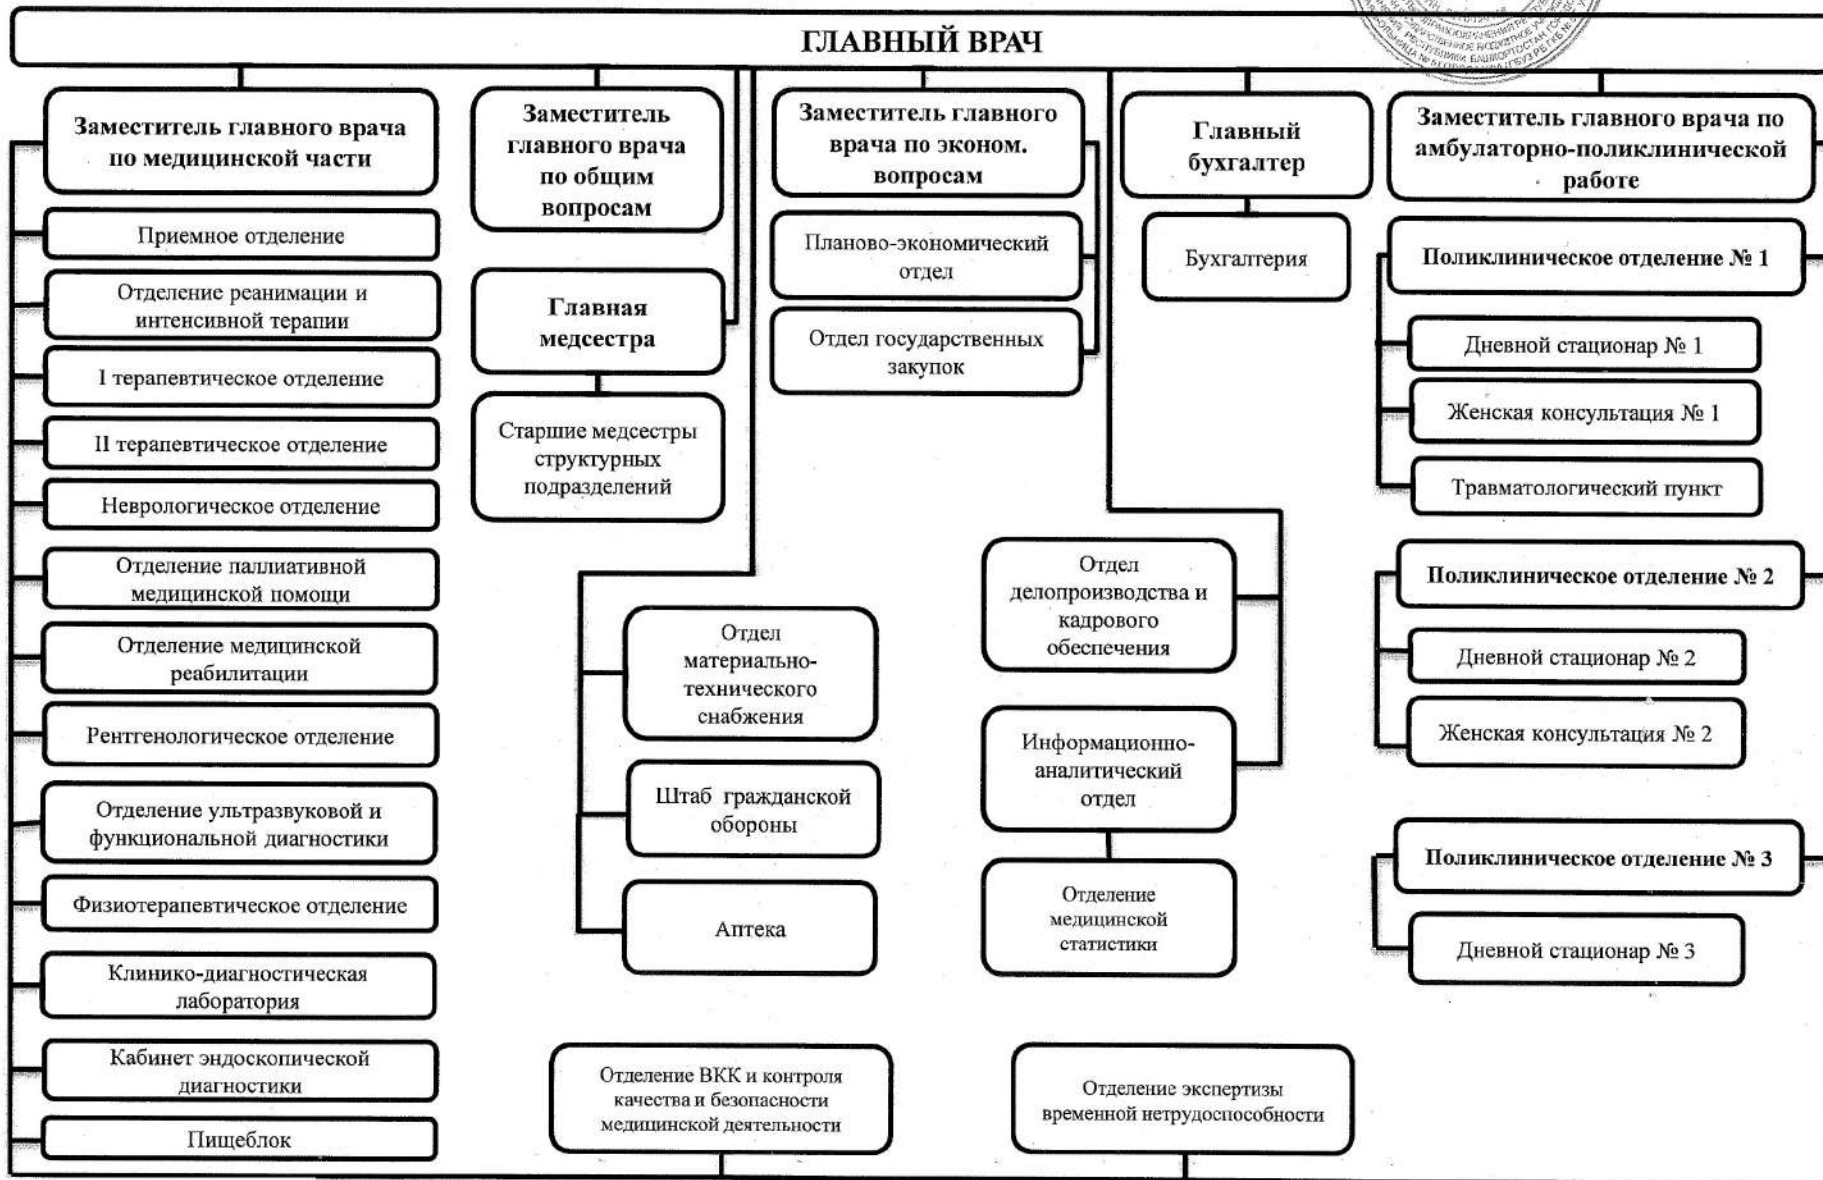 ГЛАВНЫЙ ВРАЧ
Заместитель главного врача
по медицинской части
Приемное отделение
Отделение реанимации и
интенсивной терапии
I терапевтическое отделение
II терапевтическое отделение
Неврологическое отделение
Отделение паллиативной
медицинской помощи
Отделение медицинской
реабилитации
Рентгенологическое отделение
Отделение ультразвуковой и
функциональной диагностики
Физиотерапевтическое отделение
Клинико-диагностическая
лаборатория
Кабинет эндоскопической
диагностики
Пищеблок
Заместитель
главного врача
по общим
вопросам
Главная
медсестра
Старшие медсестры
структурных
подразделений
Заместитель главного
врача по эконом.
вопросам
Планово-экономический
отдел
Отдел государственных
закупок
Главный
бухгалтер
Бухгалтерия
Заместитель главного врача по
амбулаторно-поликлинической
работе
Поликлиническое отделение № 1
Дневной стационар № 1
Женская консультация № 1
Травматологический пункт
Поликлиническое отделение № 2
Дневной стационар № 2
Женская консультация № 2
Поликлиническое отделение № 3
Дневной стационар № 3
Отдел
материально-
технического
снабжения
Штаб гражданской
обороны
Аптека
Отдел
делопроизводства и
кадрового
обеспечения
Информационно-
аналитический
отдел
Отделение
медицинской
статистики
Отделение ВКК и контроля
качества и безопасности
медицинской деятельности
Отделение экспертизы
временной нетрудоспособности